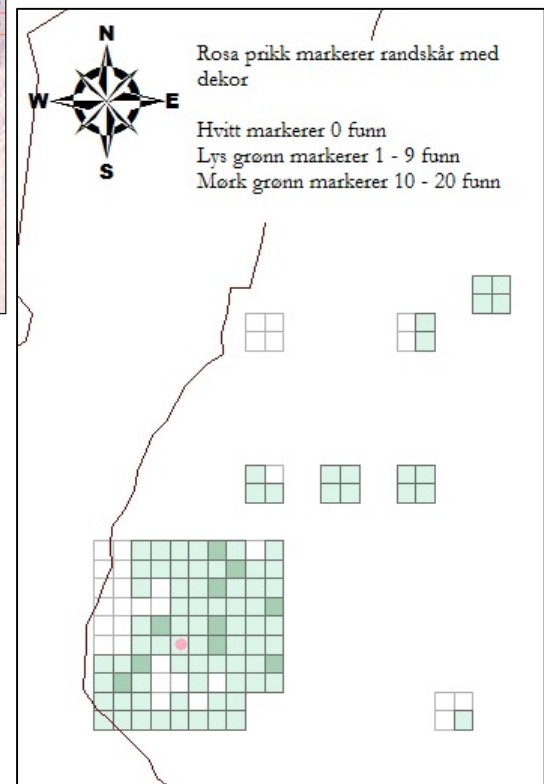 N
W
E
S
Rosa prikk markerer randskår med
dekor
Hvitt markerer 0 funn
Lys grønn markerer 1 - 9 funn
Mørk grønn markerer 10 - 20 funn